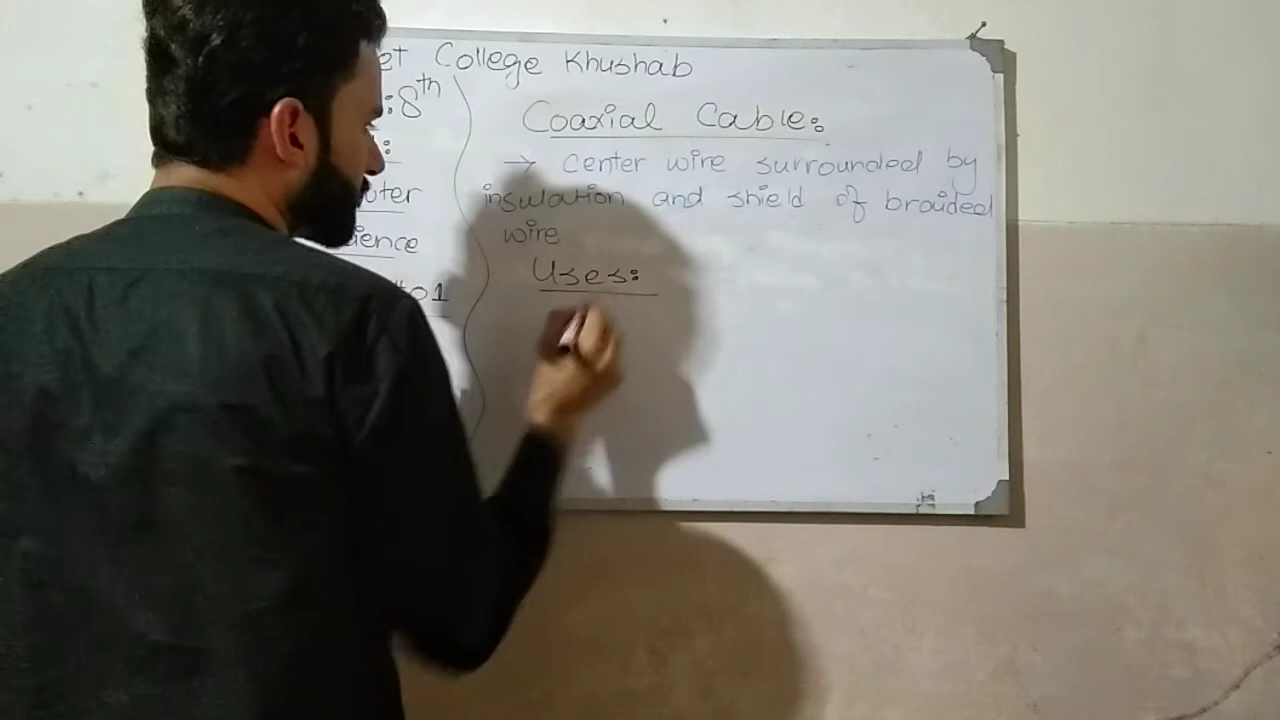 College Khushab
:8th
Coaxial Cable:
→ Center wire surrounded by
insulation and shield of braided
wire
Uses: